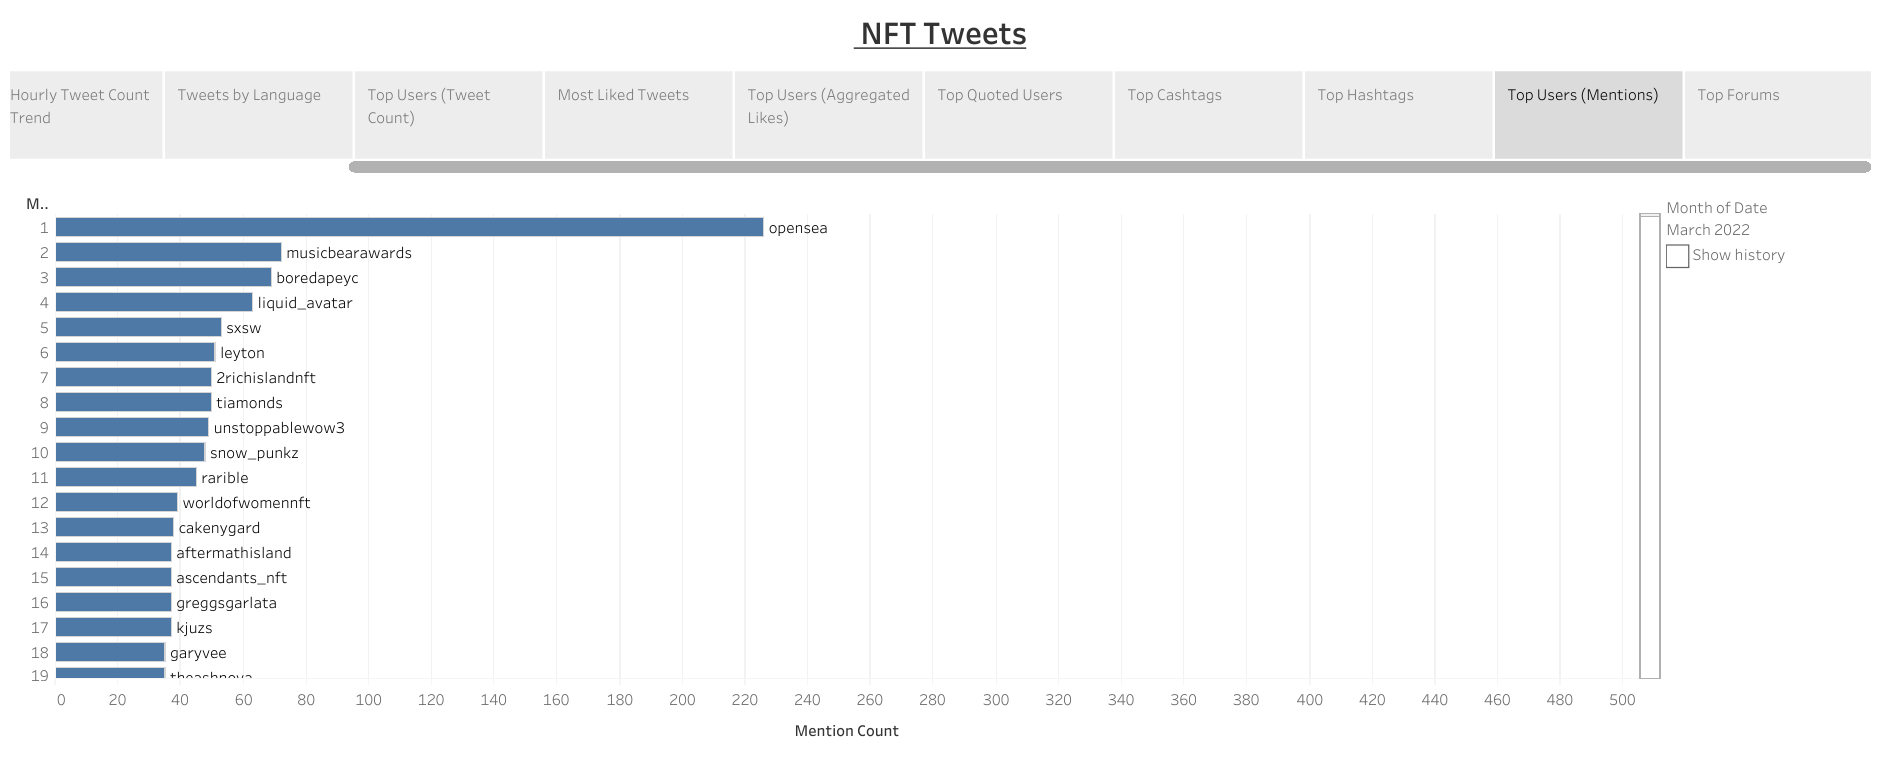 NFT Tweets
Hourly Tweet Count
Trend
Tweets by Language
Top Users (Tweet
Count)
Most Liked Tweets
Top Users (Aggregated
Likes)
Top Quoted Users
Top Cashtags
Top Hashtags
Top Users (Mentions)
Top Forums
M..
1 opensea
2 musicbearawards
3 boredapeyc
4 liquid_avatar
5 sxsw
6 leyton
7 2richislandnft
8 tiamonds
9 unstoppablewow3
10 snow_punkz
11 rarible
12 worldofwomennft
13 cakenygard
14 aftermathisland
15 ascendants_nft
16 greggsgarlata
17 kjuzs
18 garyvee
19
0 20 40 60 80 100 120 140 160 180 200 220 240 260 280 300 320 340 360 380 400 420 440 460 480 500
Mention Count
Month of Date
March 2022
Show history